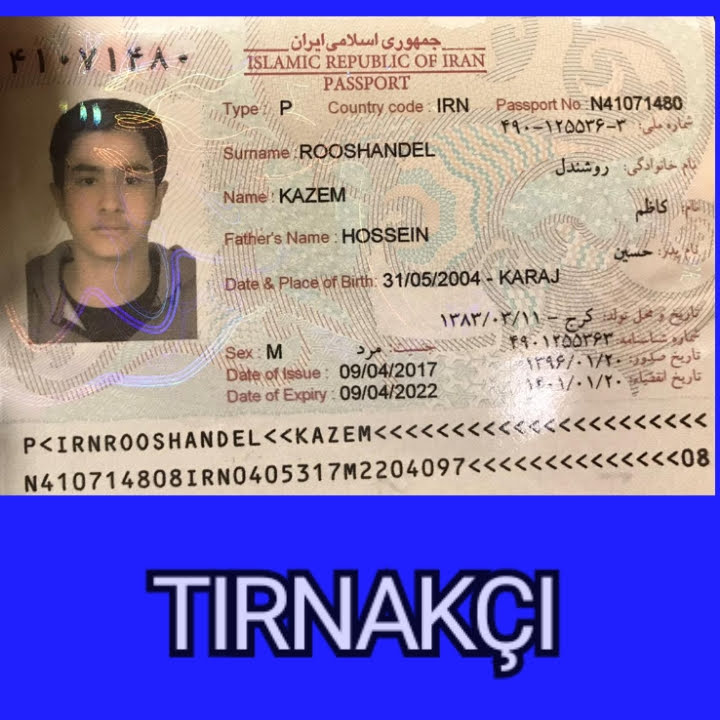 ۴۱۰۷۱۴۸۰
جمهوری اسلامی ایران
ISLAMIC REPUBLIC OF IRAN
PASSPORT
Type : P Country code : IRN Passport No :N41071480
شماره ملی: ۴۹۰-۱۲۵۵۳۶-۳
Surname :ROOSHANDEL
نام خانوادگی: روشندل
Name : KAZEM
نام: کاظم
Father's Name : HOSSEIN
نام پدر: حسین
Date & Place of Birth: 31/05/2004 - KARAJ
تاریخ و محل تولد: کرج - ۱۳۸۳/۰۳/۱۱
شماره شناسنامه: ۴۹۰۱۲۵۵۳۶۳
Sex : M جنسیت: مرد
تاریخ صدور: ۱۳۹۶/۰۱/۲۰
Date of Issue : 09/04/2017
تاریخ انقضاء: ۱۴۰۱/۰۱/۲۰
Date of Expiry : 09/04/2022
P<IRNROOSHANDEL<<KAZEM<<<<<<<<<<<<<<<<<<<<<<
N410714808IRN0405317M2204097<<<<<<<<<<<<<<08
TIRNAKÇI